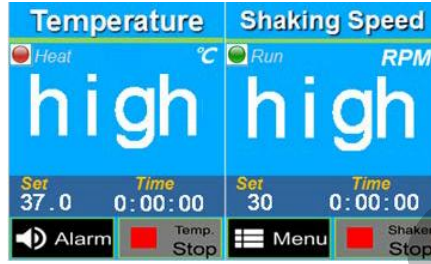 Temperature
Heat °C
high
Set Time
37.0 0:00:00
Alarm Temp. Stop
Shaking Speed
Run RPM
high
Set Time
30 0:00:00
Menu Shaker Stop